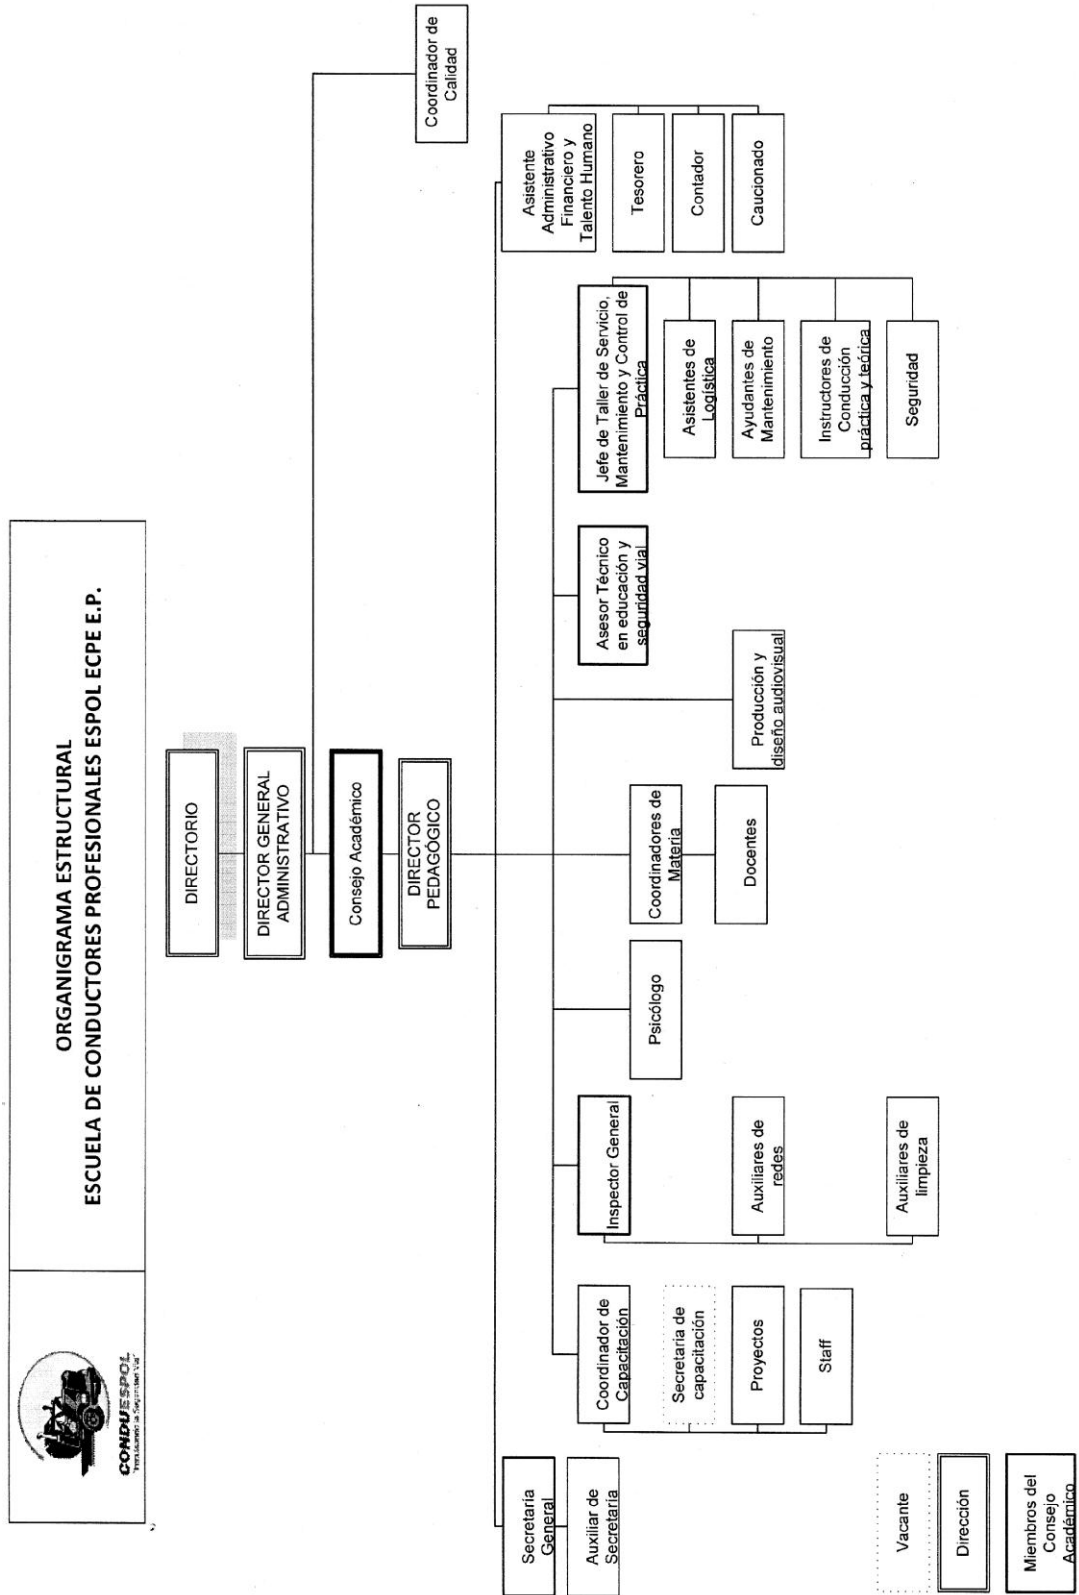 CONDUESPOL
ORGANIGRAMA ESTRUCTURAL
ESCUELA DE CONDUCTORES PROFESIONALES ESPOL ECPE E.P.
DIRECTORIO
DIRECTOR GENERAL
ADMINISTRATIVO
Coordinador de
Calidad
Consejo Académico
DIRECTOR
PEDAGÓGICO
Secretaria
General
Auxiliar de
Secretaria
Coordinador de
Capacitación
Secretaria de
capacitación
Proyectos
Staff
Inspector General
Auxiliares de
redes
Auxiliares de
limpieza
Psicólogo
Coordinadores de
Materia
Docentes
Producción y
diseño audiovisual
Asesor Técnico
en educación y
seguridad vial
Jefe de Taller de Servicio,
Mantenimiento y Control de
Práctica
Asistentes de
Logística
Ayudantes de
Mantenimiento
Instructores de
Conducción
práctica y teórica
Seguridad
Asistente
Administrativo
Financiero y
Talento Humano
Tesorero
Contador
Caucionado
Vacante
Dirección
Miembros del
Consejo
Académico